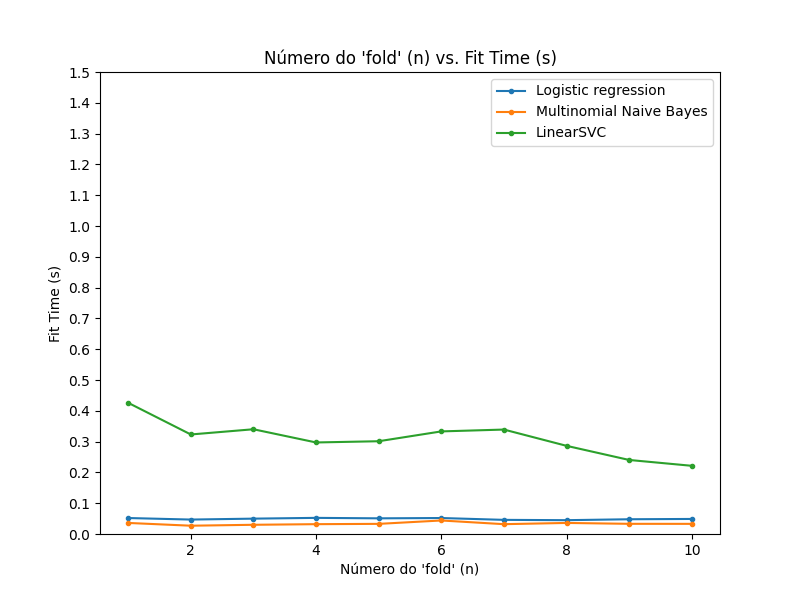 Número do 'fold' (n) vs. Fit Time (s)
1.5
1.4
1.3
1.2
1.1
1.0
0.9
0.8
0.7
0.6
0.5
0.4
0.3
0.2
0.1
0.0
Fit Time (s)
Logistic regression
Multinomial Naive Bayes
LinearSVC
2 4 6 8 10
Número do 'fold' (n)